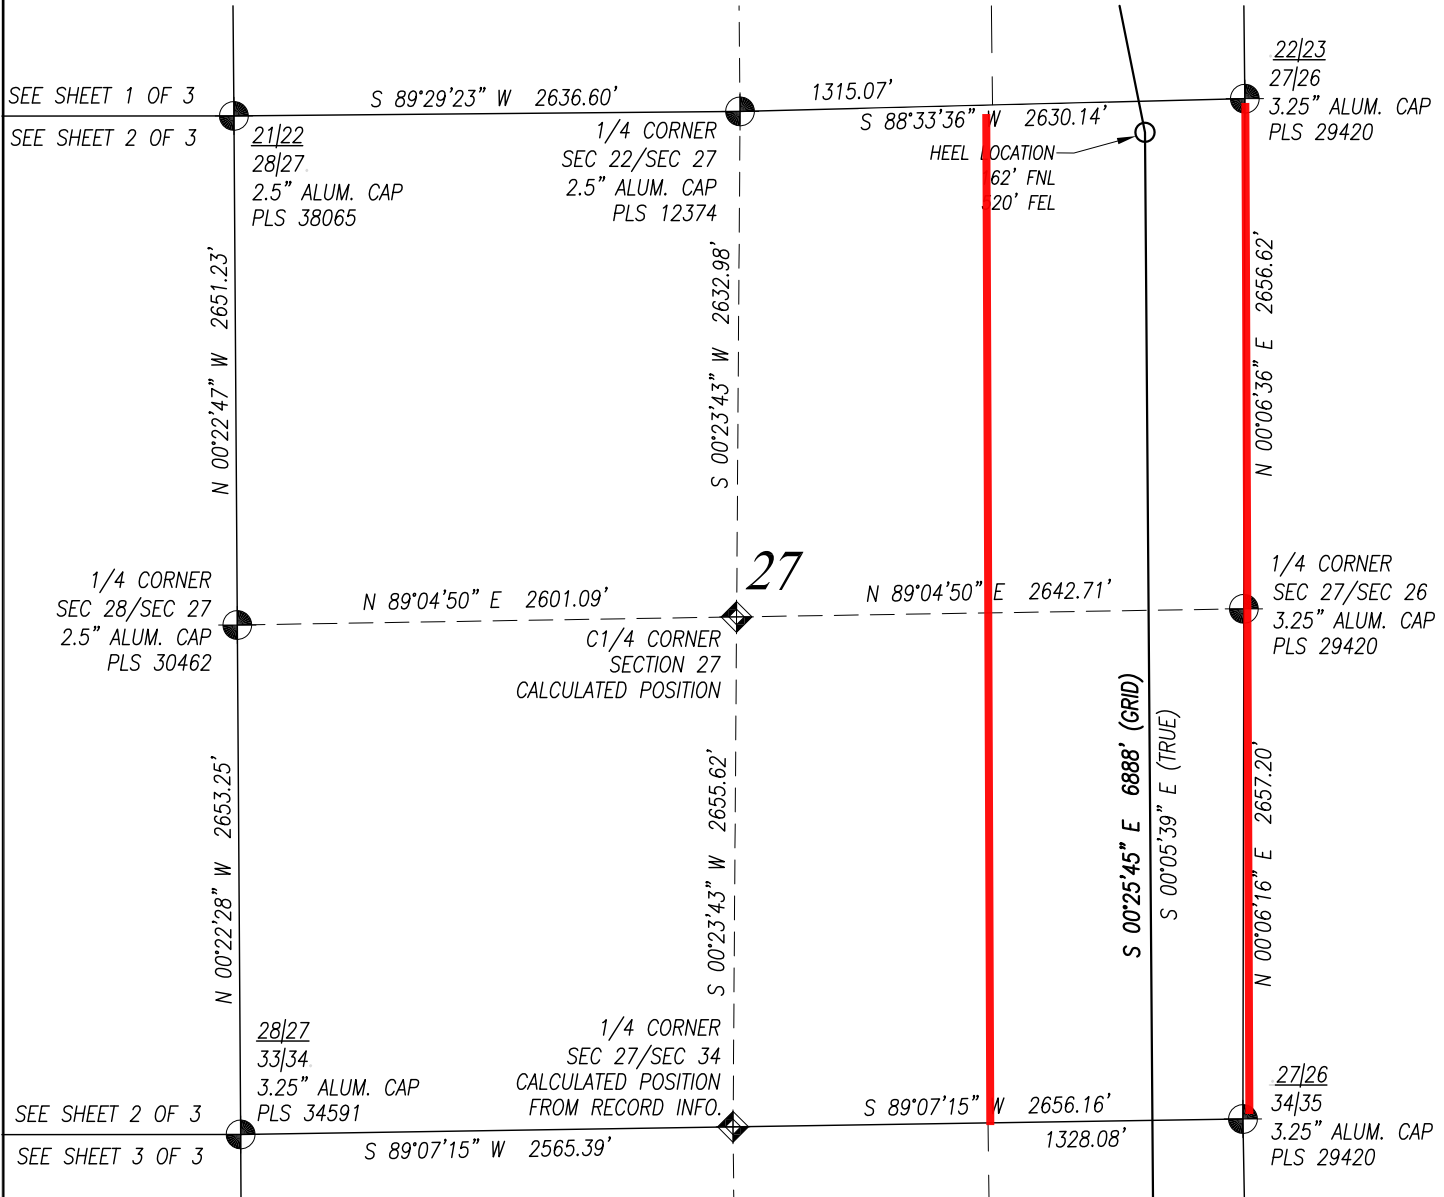 SEE SHEET 1 OF 3
SEE SHEET 2 OF 3
S 89°29'23" W 2636.60'
1315.07'
S 88°33'36" W 2630.14'
22|23
27|26
3.25" ALUM. CAP
PLS 29420
21|22
28|27
2.5" ALUM. CAP
PLS 38065
1/4 CORNER
SEC 22/SEC 27
2.5" ALUM. CAP
PLS 12374
HEEL LOCATION
62' FNL
520' FEL
N 00°22'47" W 2651.23'
S 00°23'43" W 2632.98'
N 00°06'36" E 2656.62'
27
1/4 CORNER
SEC 28/SEC 27
2.5" ALUM. CAP
PLS 30462
N 89°04'50" E 2601.09'
N 89°04'50" E 2642.71'
C1/4 CORNER
SECTION 27
CALCULATED POSITION
1/4 CORNER
SEC 27/SEC 26
3.25" ALUM. CAP
PLS 29420
N 00°22'28" W 2653.25'
S 00°23'43" W 2655.62'
S 00°25'45" E 6888' (GRID)
S 00°05'39" E (TRUE)
N 00°06'16" E 2657.20'
28|27
33|34
3.25" ALUM. CAP
PLS 34591
1/4 CORNER
SEC 27/SEC 34
CALCULATED POSITION
FROM RECORD INFO.
27|26
34|35
3.25" ALUM. CAP
PLS 29420
SEE SHEET 2 OF 3
SEE SHEET 3 OF 3
S 89°07'15" W 2565.39'
S 89°07'15" W 2656.16'
1328.08'